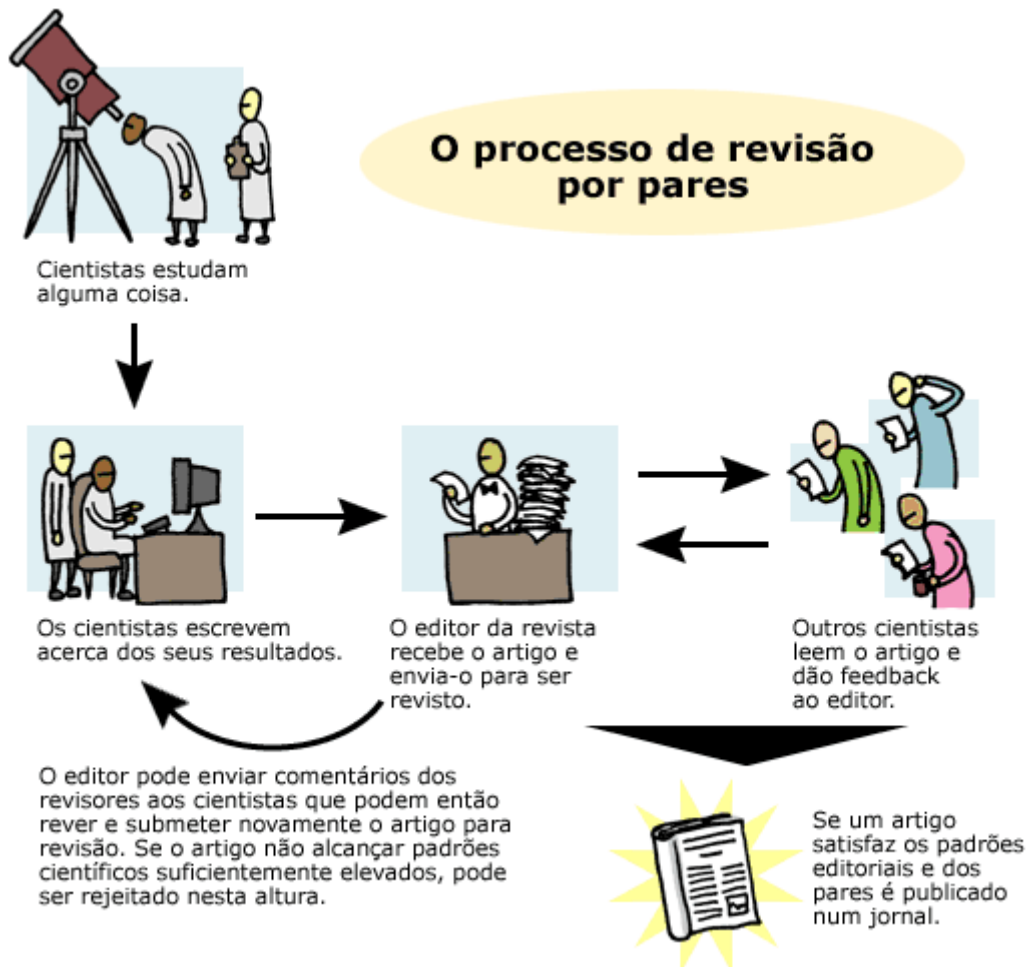 O processo de revisão
por pares
Cientistas estudam
alguma coisa.
Os cientistas escrevem
acerca dos seus resultados.
O editor da revista
recebe o artigo e
envia-o para ser
revisto.
Outros cientistas
leem o artigo e
dão feedback
ao editor.
O editor pode enviar comentários dos
revisores aos cientistas que podem então
rever e submeter novamente o artigo para
revisão. Se o artigo não alcançar padrões
científicos suficientemente elevados, pode
ser rejeitado nesta altura.
Se um artigo
satisfaz os padrões
editoriais e dos
pares é publicado
num jornal.